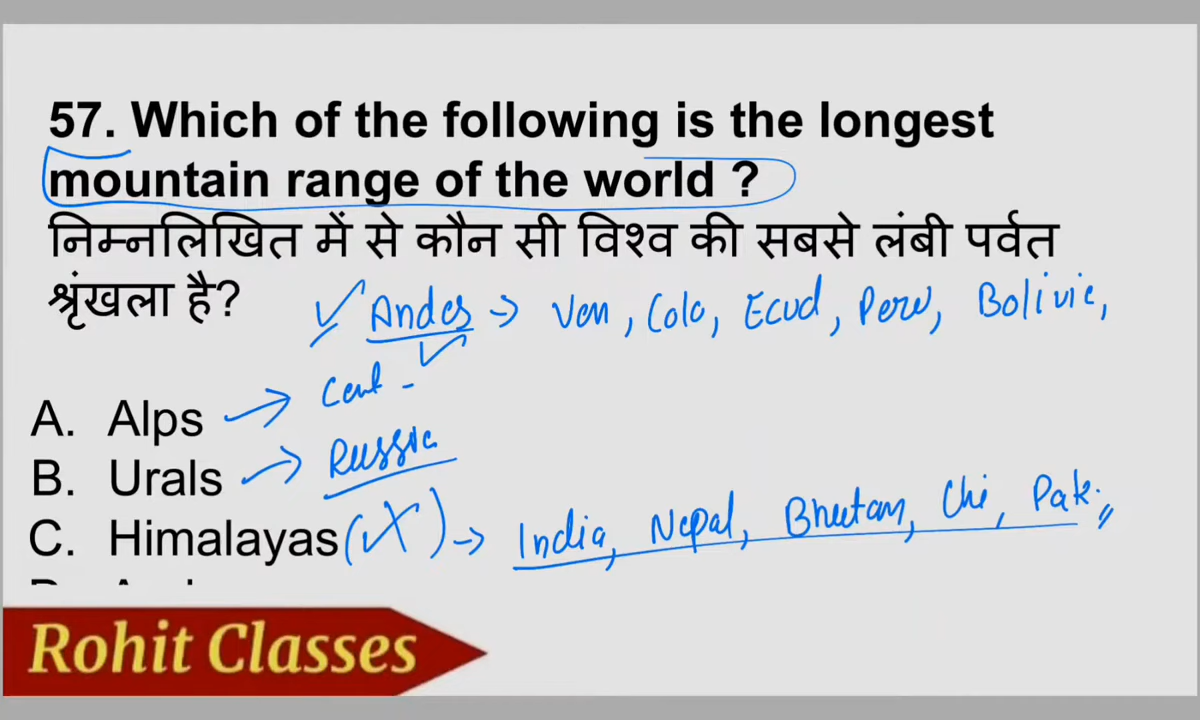 57. Which of the following is the longest
mountain range of the world ?
निम्नलिखित में से कौन सी विश्व की सबसे लंबी पर्वत
श्रृंखला है?
Andes → Ven, Colo, Ecud, Peru, Bolivie,
A. Alps → Cent -
B. Urals → Russia
C. Himalayas (X) → India, Nepal, Bhutan, Chi, Pak.,,
Rohit Classes